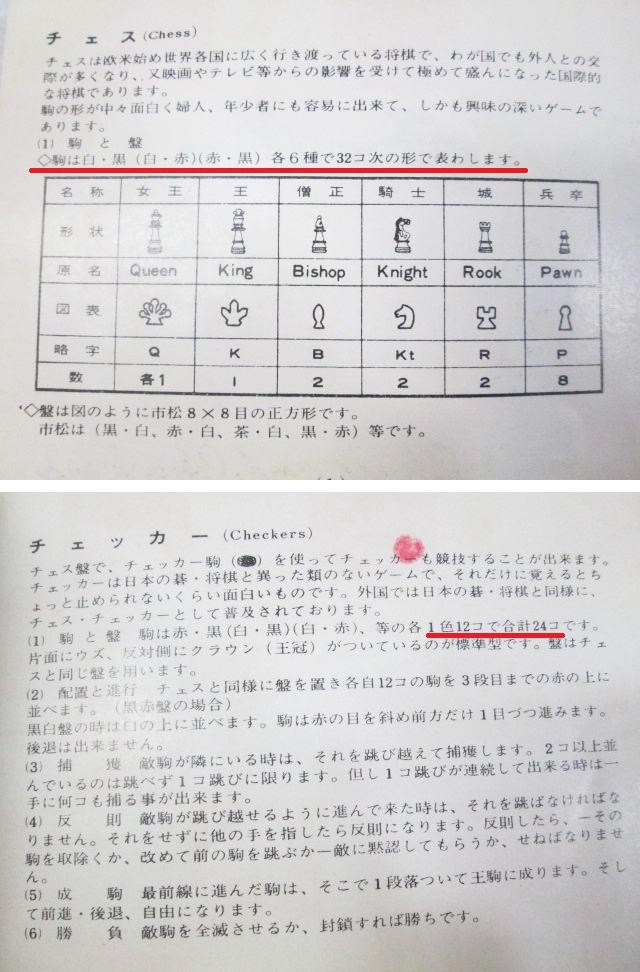 チェス(Chess)
チェスは欧米始め世界各国に広く行き渡っている将棋で、わが国でも外人との交
際が多くなり、又映画やテレビ等からの影響を受けて極めて盛んになった国際的
な将棋であります。
駒の形が中々面白く婦人、年少者にも容易に出来て、しかも興味の深いゲームで
あります。
(1) 駒と盤
◇駒は白・黒(白・赤)(赤・黒)各6種で32コ次の形で表わします。
名称 女王 王 僧正 騎士 城 兵卒
形状
原名 Queen King Bishop Knight Rook Pawn
図表
略字 Q K B Kt R P
数 各1 1 2 2 2 8
◇盤は図のように市松8×8目の正方形です。
市松は(黒・白、赤・白、茶・白、黒・赤)等です。
チェッカー(Checkers)
チェス盤で、チェッカー駒( )を使ってチェッカーも競技することが出来ます。
チェッカーは日本の碁・将棋と異った類のないゲームで、それだけに覚えるとち
ょっと止められないくらい面白いものです。外国では日本の碁・将棋と同様に、
チェス・チェッカーとして普及されております。
(1) 駒と盤 駒は赤・黒(白・黒)(白・赤)、等の各1色12コで合計24コです。
片面にウズ、反対側にクラウン(王冠)がついているのが標準型です。盤はチェ
スと同じ盤を用います。
(2) 配置と進行 チェスと同様に盤を置き各自12コの駒を3段目までの赤の上に
並べます。(黒赤盤の場合)
黒白盤の時は白の上に並べます。駒は赤の目を斜め前方だけ1目づつ進みます。
後退は出来ません。
(3) 捕獲 敵駒が隣にいる時は、それを跳び越えて捕獲します。2コ以上並
んでいるのは跳べず1コ跳びに限ります。但し1コ跳びが連続して出来る時は一
手に何コも捕る事が出来ます。
(4) 反則 敵駒が跳び越せるように進んで来た時は、それを跳ばなければな
りません。それをせずに他の手を指したら反則になります。反則したら、一その
駒を取除くか、改めて前の駒を跳ぶか一敵に黙認してもらうか、せねばなりませ
ん。
(5) 成駒 最前線に進んだ駒は、そこで1段落ついて王駒に成ります。そし
て前進・後退、自由になります。
(6) 勝負 敵駒を全滅させるか、封鎖すれば勝ちです。